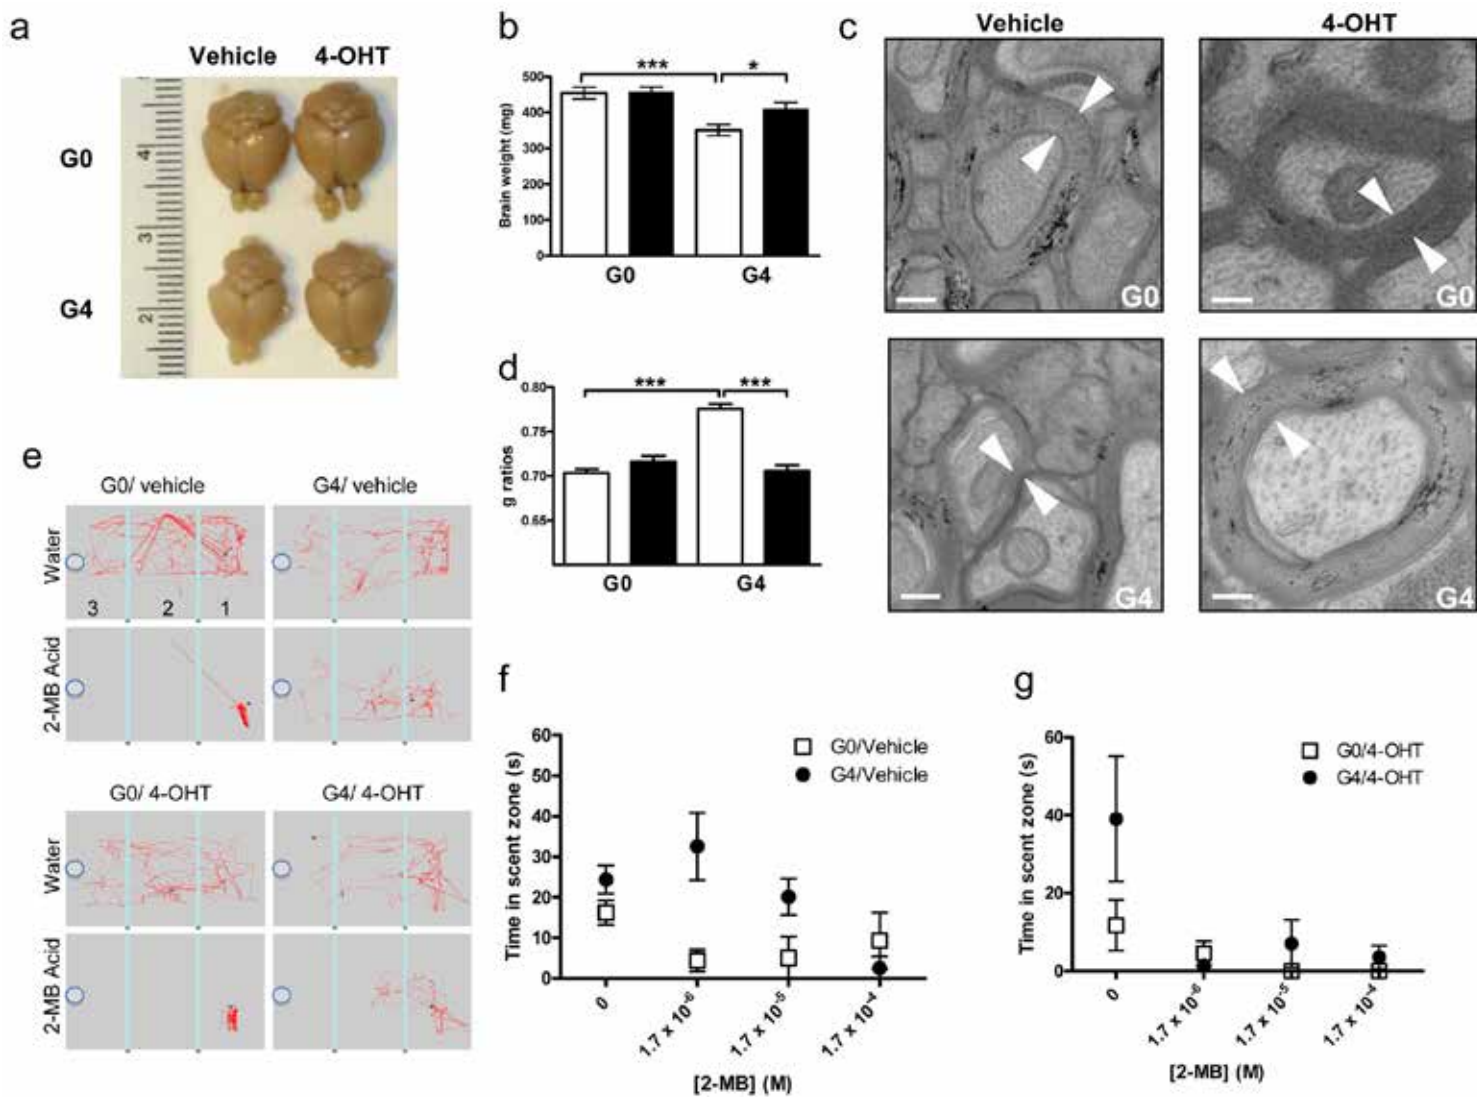 a
Vehicle 4-OHT
G0
G4
4
3
2
b
***
*
Brain weight (mg)
500
400
300
200
100
0
G0 G4
c
Vehicle 4-OHT
G0
G0
G4
G4
d
***
***
g ratios
0.80
0.75
0.70
0.65
G0 G4
e
G0/ vehicle G4/ vehicle
Water
3 2 1
2-MB Acid
G0/ 4-OHT G4/ 4-OHT
Water
2-MB Acid
f
Time in scent zone (s)
60
50
40
30
20
10
0
G0/Vehicle
G4/Vehicle
0
1.7 x 10⁻⁶
1.7 x 10⁻⁵
1.7 x 10⁻⁴
[2-MB] (M)
g
Time in scent zone (s)
60
40
20
0
G0/4-OHT
G4/4-OHT
0
1.7 x 10⁻⁶
1.7 x 10⁻⁵
1.7 x 10⁻⁴
[2-MB] (M)